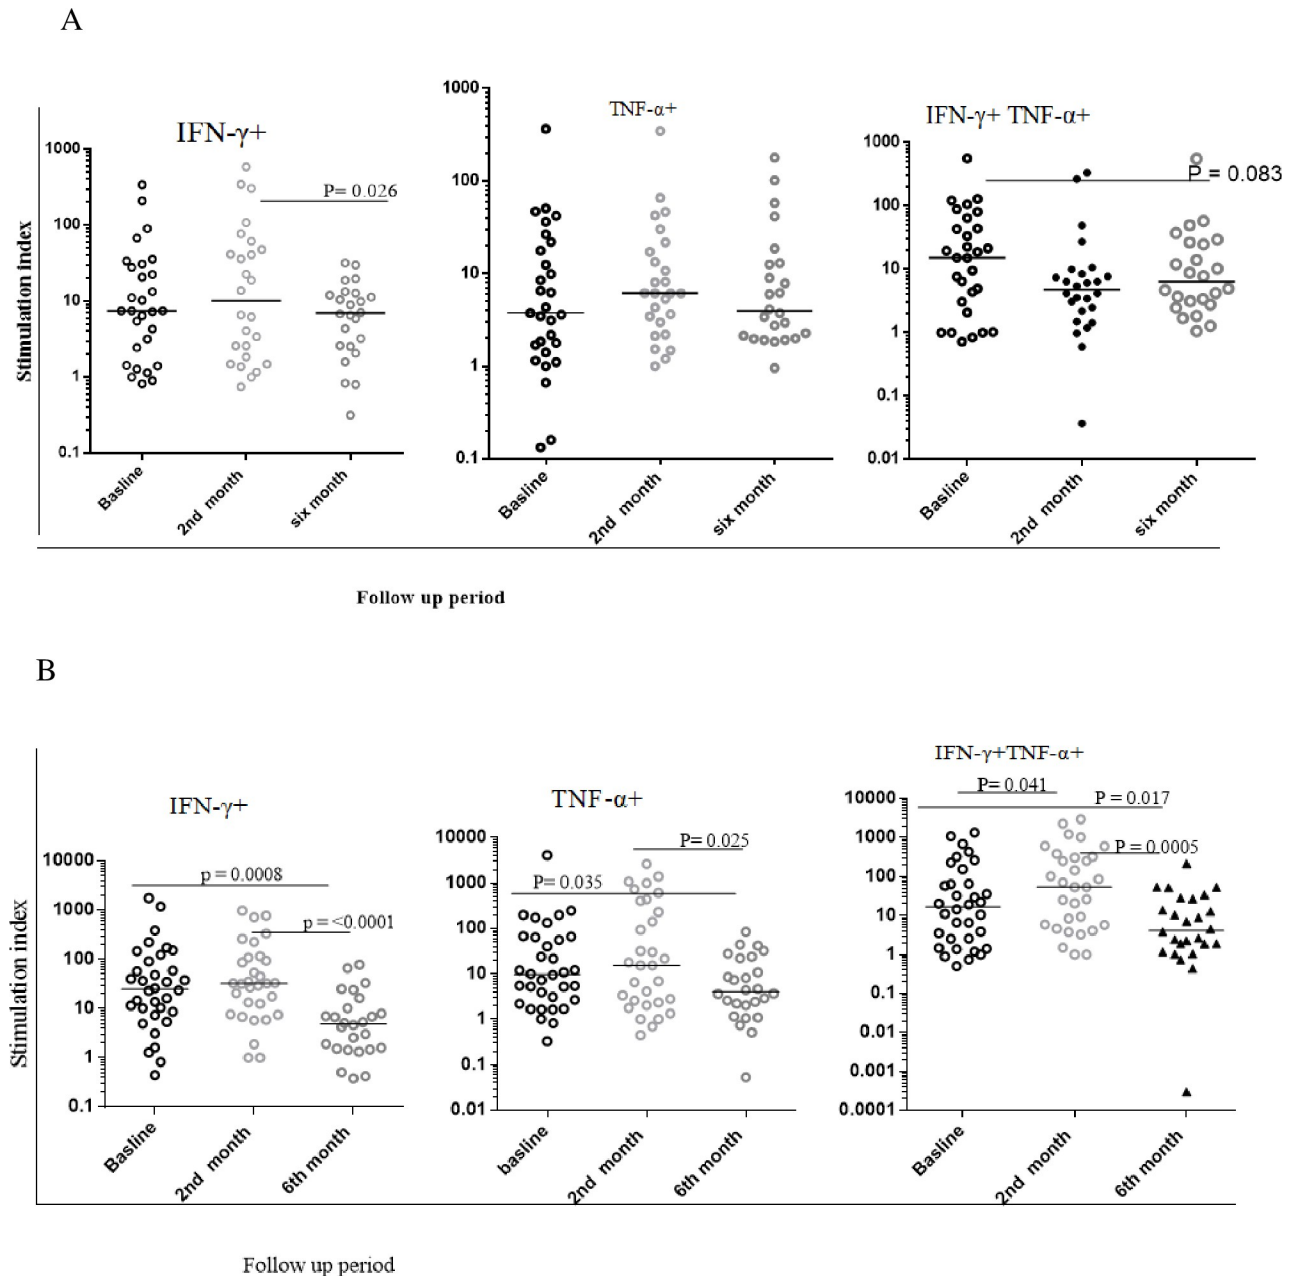 A
IFN-γ+
TNF-α+
IFN-γ+ TNF-α+
P= 0.026
P = 0.083
Stimulation index
1000
100
10
1
0.1
Basline
2nd month
six month
1000
100
10
1
0.1
Basline
2nd month
six month
1000
100
10
1
0.1
0.01
Basline
2nd month
six month
Follow up period
B
IFN-γ+
TNF-α+
IFN-γ+TNF-α+
p = 0.0008
p = <0.0001
P= 0.025
P= 0.035
P= 0.041
P = 0.017
P = 0.0005
Stimulation index
10000
1000
100
10
1
0.1
Basline
2nd month
6th month
10000
1000
100
10
1
0.1
0.01
basline
2nd month
6th month
10000
1000
100
10
1
0.1
0.01
0.001
0.0001
Basline
2nd month
6th month
Follow up period